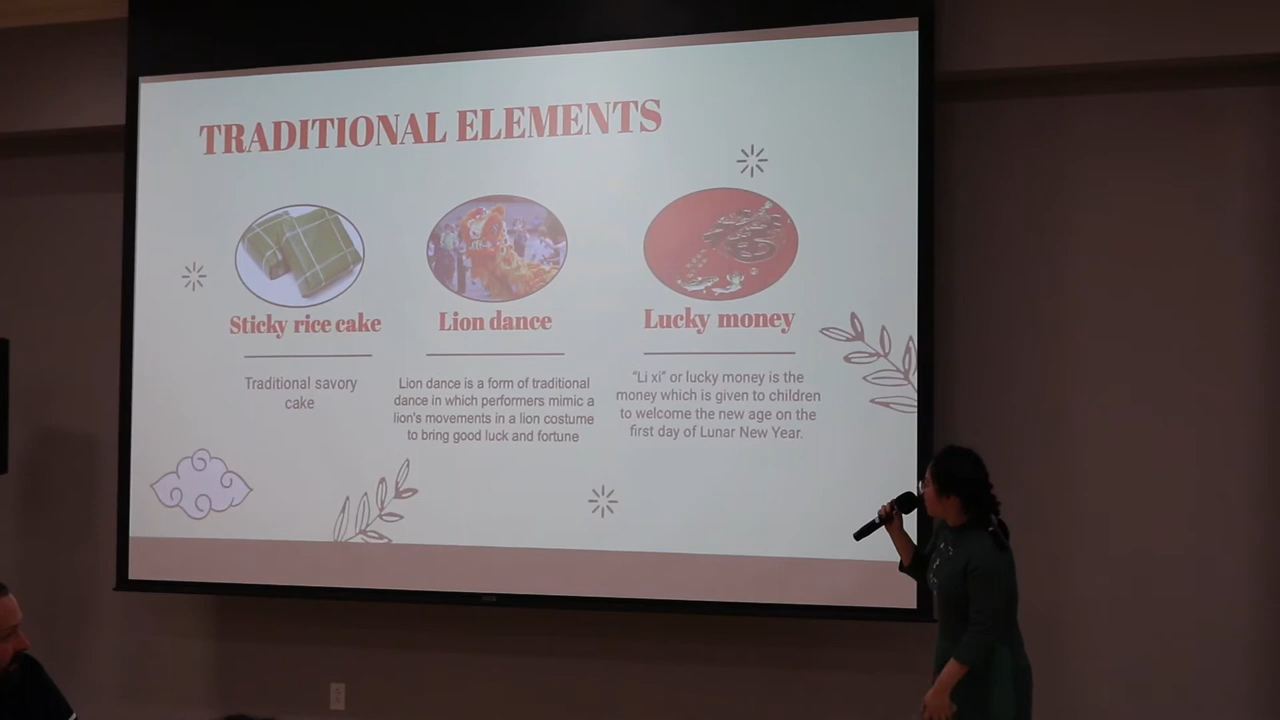 TRADITIONAL ELEMENTS
Sticky rice cake
Traditional savory
cake
Lion dance
Lion dance is a form of traditional
dance in which performers mimic a
lion's movements in a lion costume
to bring good luck and fortune
Lucky money
“Li xi” or lucky money is the
money which is given to children
to welcome the new age on the
first day of Lunar New Year.